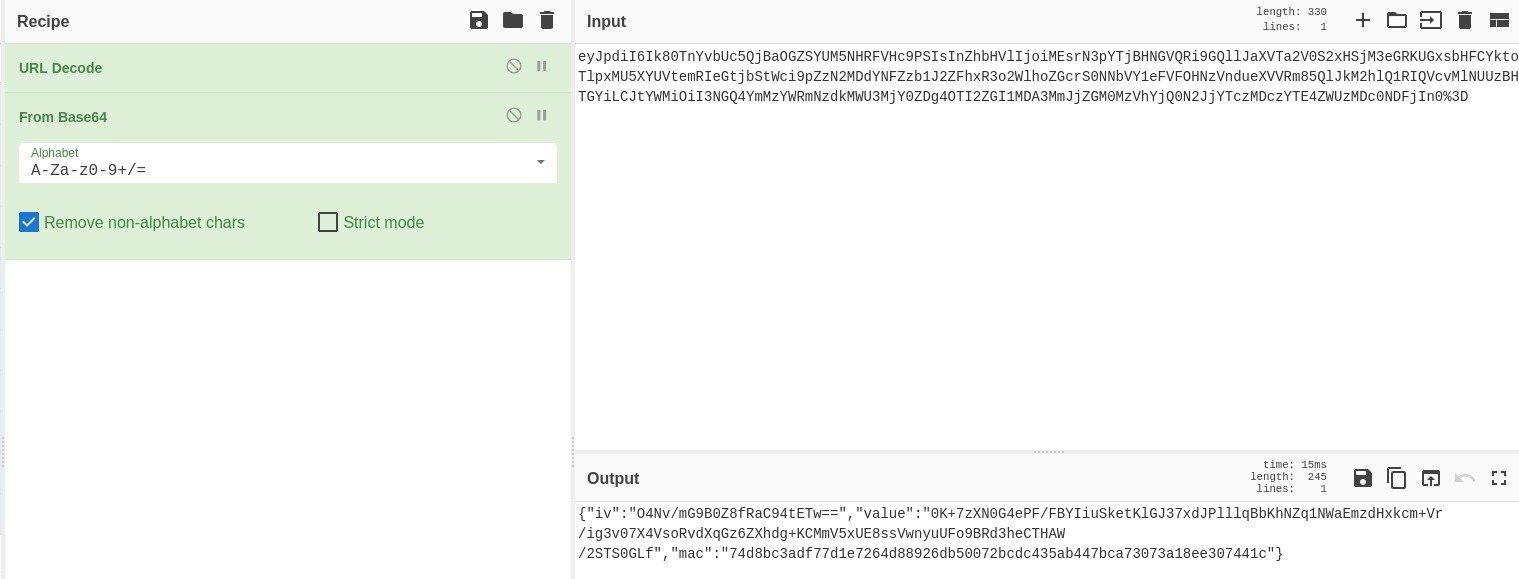 Recipe
URL Decode
From Base64
Alphabet
A-Za-z0-9+/=
Remove non-alphabet chars
Strict mode
Input
length: 330
lines: 1
eyJpdiI6Ik80TnYvbUc5QjBaOGZSYUM5NHRFVHc9PSIsInZhbHVlIjoiMEsrN3pYTjBHNGVQRi9GQllJaXVTa2V0S2xHSjM3eGRKUGxsbHFCYkto
TlpxMU5XYUVtemRIeGtjbStWci9pZzN2MDdYNFZzb1J2ZFhxR3o2WlhoZGcrS0NNbVY1eFVFOHNzVndueXVVRm85QlJkM2hlQ1RIQVcvMlNUUzBH
TGYiLCJtYWMiOiI3NGQ4YmMzYWRmNzdkMWU3MjY0ZDg4OTI2ZGI1MDA3MmJjZGM0MzVhYjQ0N2JjYTczMDczYTE4ZWUzMDc0NDFjIn0%3D
Output
time: 15ms
length: 245
lines: 1
{"iv":"O4Nv/mG9B0Z8fRaC94tETw==","value":"0K+7zXN0G4ePF/FBYIiuSketKlGJ37xdJPlllqBbKhNZq1NWaEmzdHxkcm+Vr
/ig3v07X4VsoRvdXqGz6ZXhdg+KCMmV5xUE8ssVwnyuUFo9BRd3heCTHAW
/2STS0GLf","mac":"74d8bc3adf77d1e7264d88926db50072bcdc435ab447bca73073a18ee307441c"}